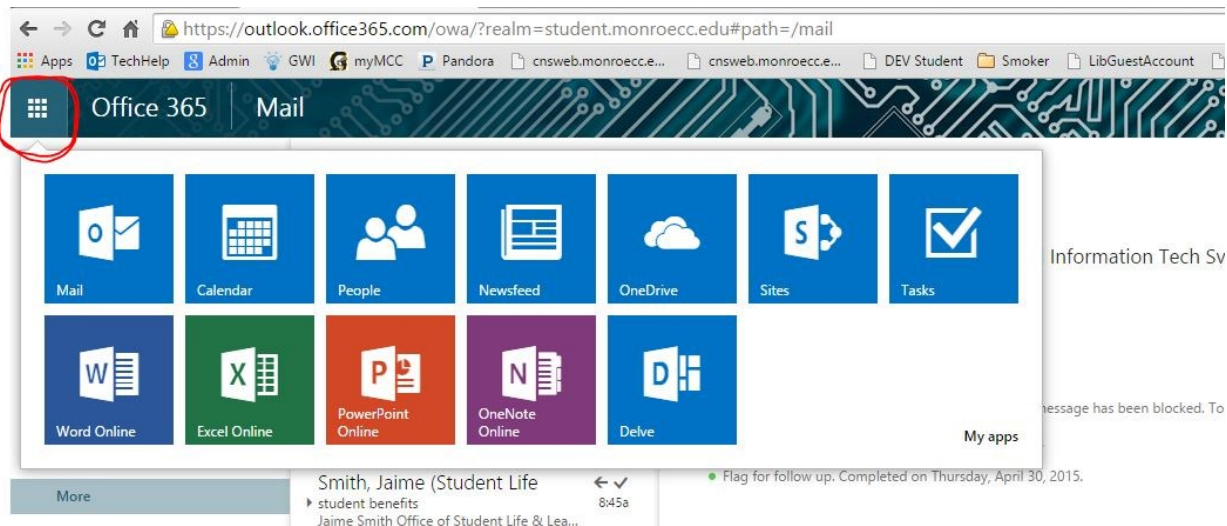 https://outlook.office365.com/owa/?realm=student.monroecc.edu#path=/mail
Apps TechHelp Admin GWI myMCC Pandora cnsweb.monroecc.e... cnsweb.monroecc.e... DEV Student Smoker LibGuestAccount
Office 365 Mail
Mail Calendar People Newsfeed OneDrive Sites Tasks
Information Tech Sv
Word Online Excel Online PowerPoint Online OneNote Online Delve
essage has been blocked. To
My apps
Flag for follow up. Completed on Thursday, April 30, 2015.
More
Smith, Jaime (Student Life
student benefits 8:45a
Jaime Smith Office of Student Life & Lea...